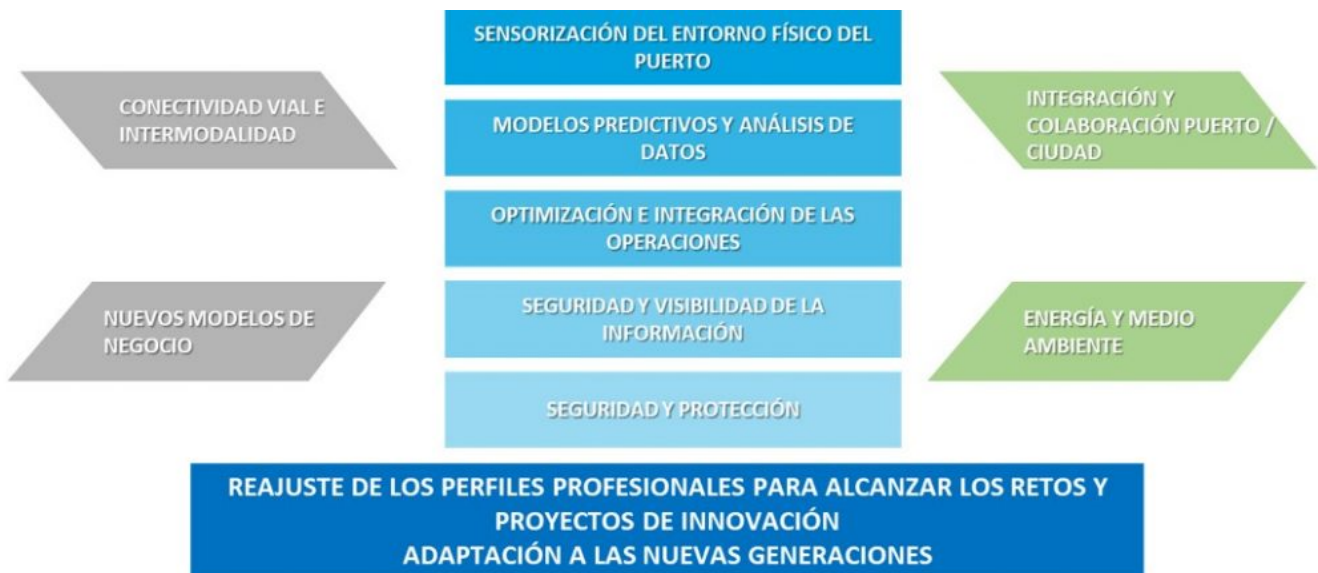 CONECTIVIDAD VIAL E
INTERMODALIDAD
NUEVOS MODELOS DE
NEGOCIO
SENSORIZACIÓN DEL ENTORNO FÍSICO DEL
PUERTO
MODELOS PREDICTIVOS Y ANÁLISIS DE
DATOS
OPTIMIZACIÓN E INTEGRACIÓN DE LAS
OPERACIONES
SEGURIDAD Y VISIBILIDAD DE LA
INFORMACIÓN
SEGURIDAD Y PROTECCIÓN
INTEGRACIÓN Y
COLABORACIÓN PUERTO /
CIUDAD
ENERGÍA Y MEDIO
AMBIENTE
REAJUSTE DE LOS PERFILES PROFESIONALES PARA ALCANZAR LOS RETOS Y
PROYECTOS DE INNOVACIÓN
ADAPTACIÓN A LAS NUEVAS GENERACIONES